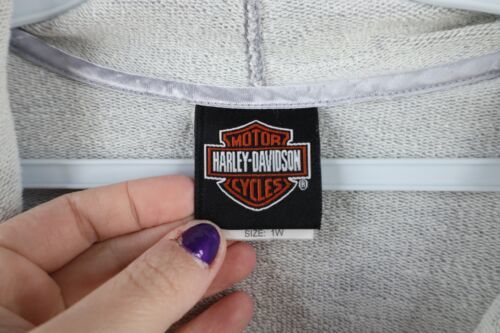 MOTOR
HARLEY-DAVIDSON
CYCLES
®
SIZE: 1W